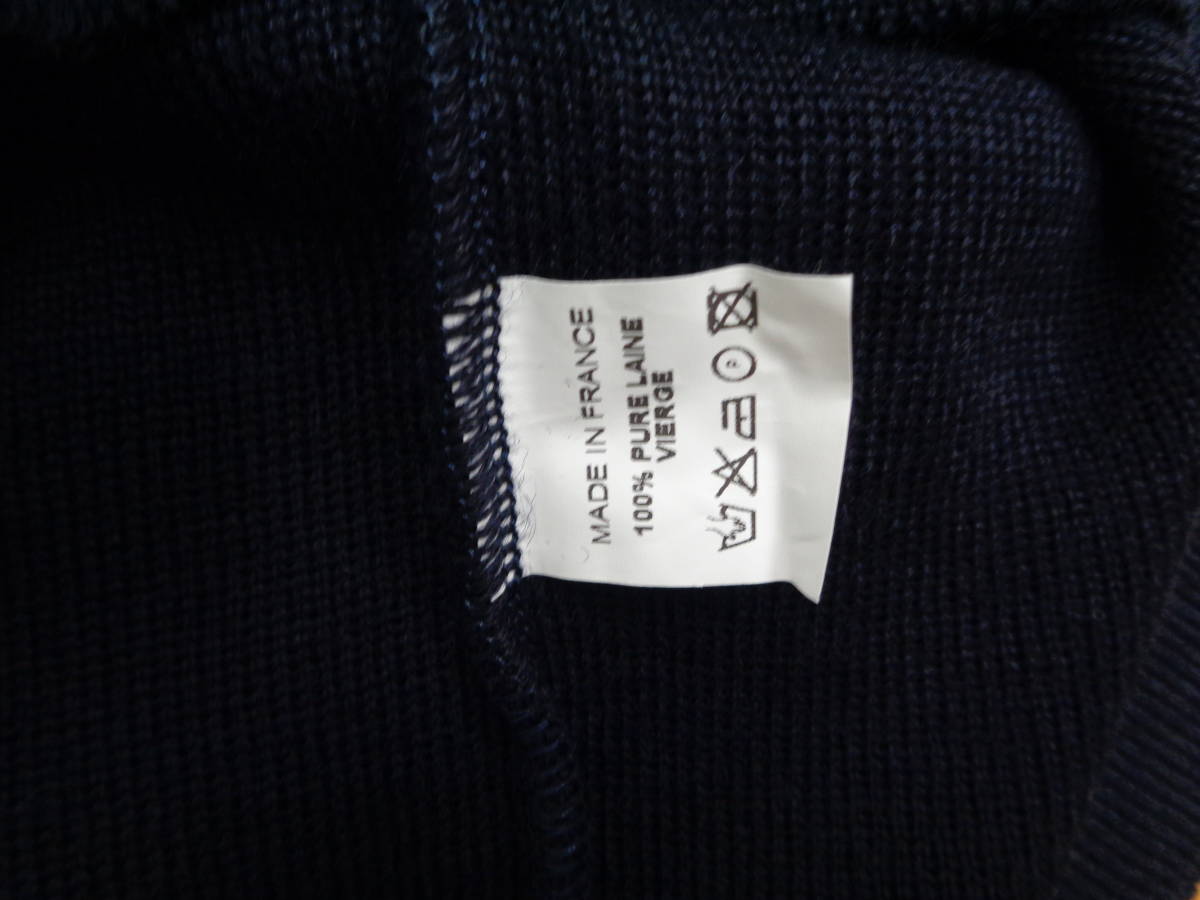 MADE IN FRANCE
100% PURE LAINE
VIERGE
P